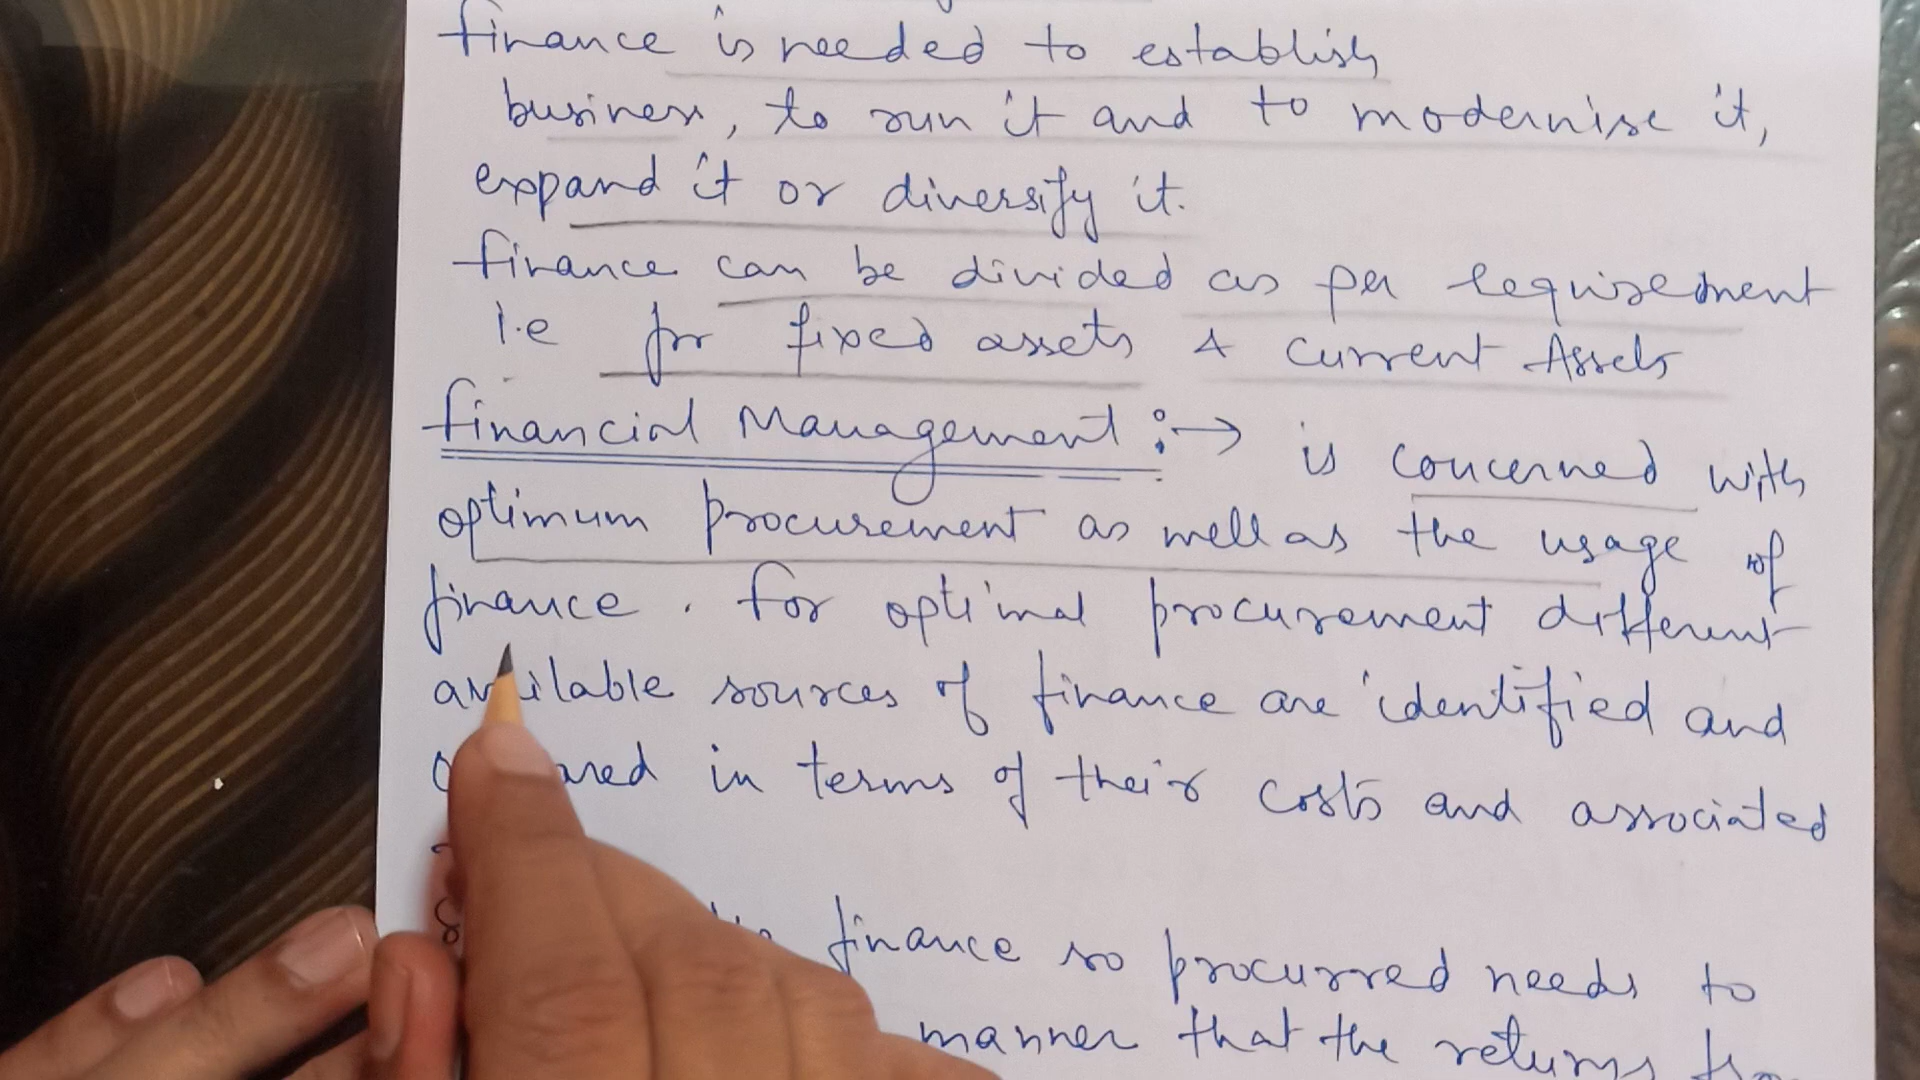 finance is needed to establish
business, to run it and to modernise it,
expand it or diversify it.
finance can be divided as per requirement
i.e for fixed assets & current Assets
financial Management :→ is concerned with
optimum procurement as well as the usage of
finance. For optimal procurement different
available sources of finance are identified and
in terms of their costs and associated
finance so procurred needs to
manner that the returns